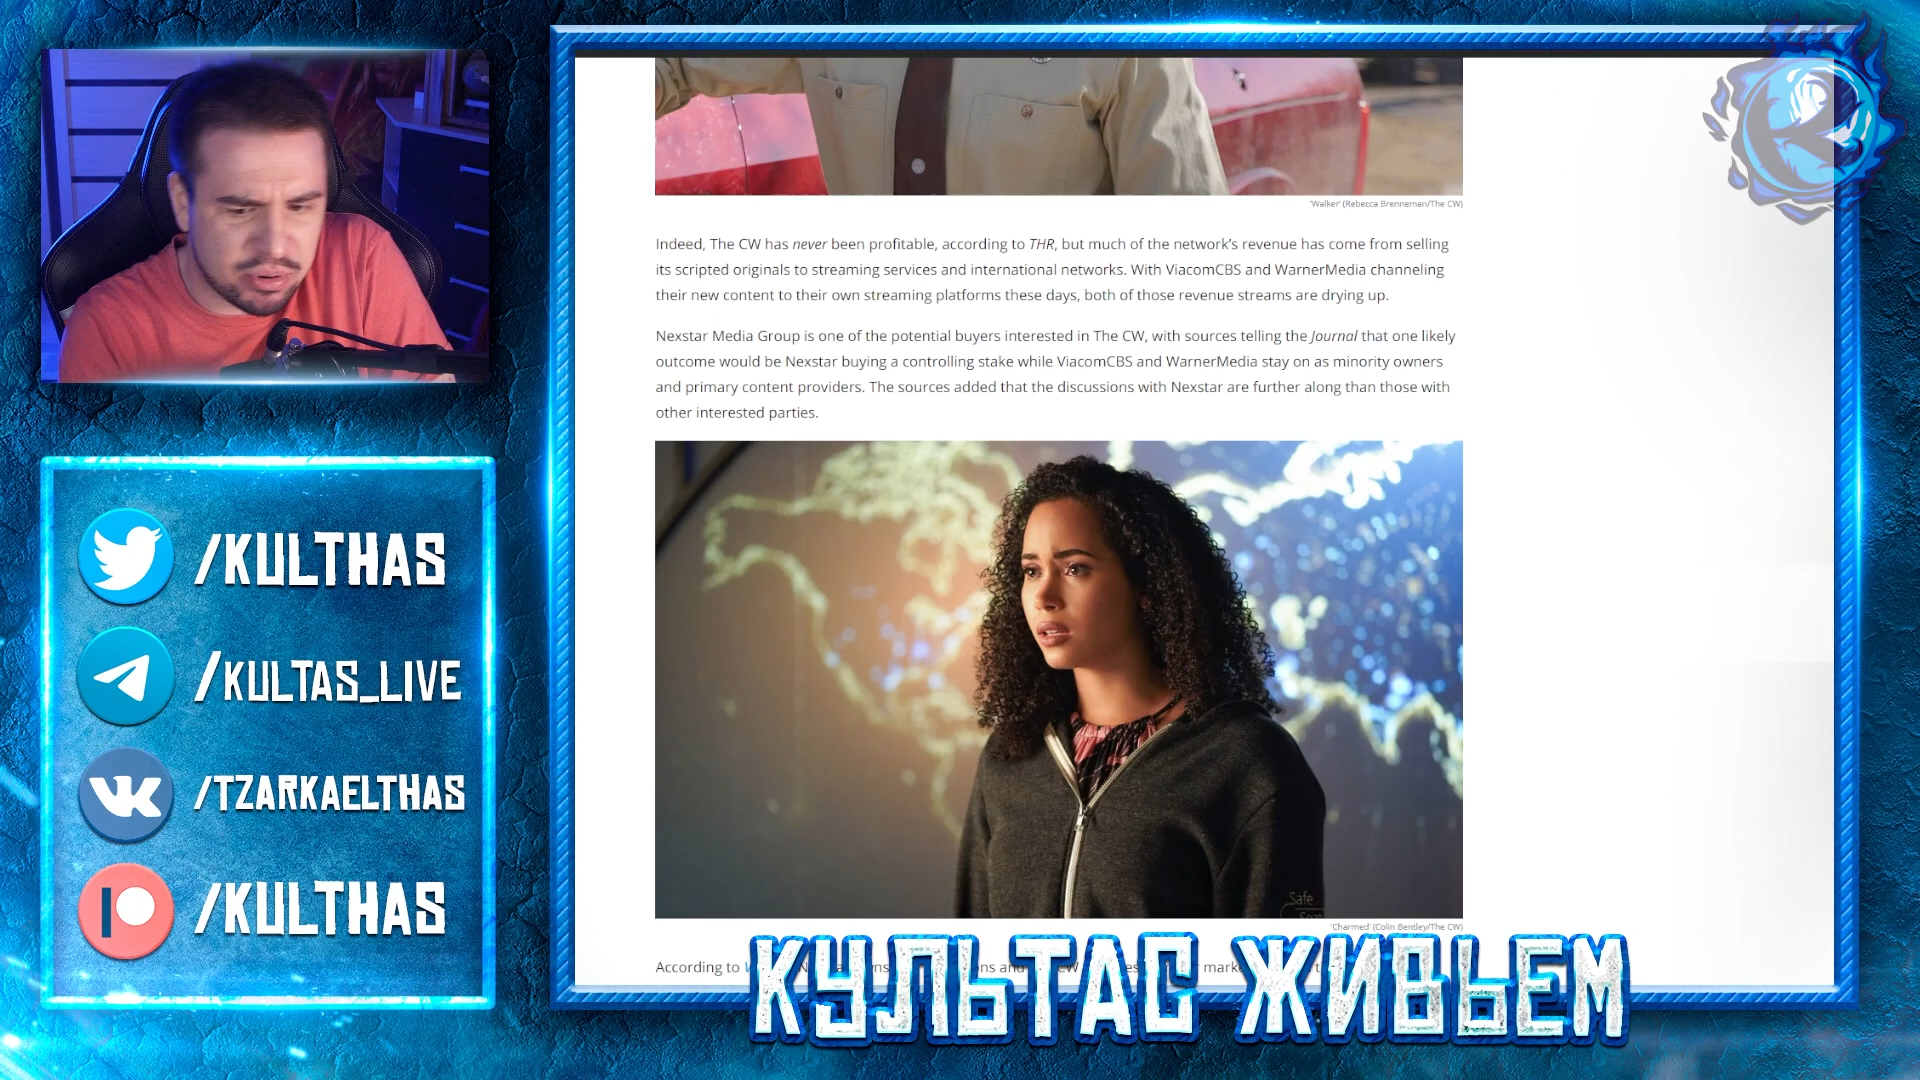 /KULTHAS
/KULTAS_LIVE
/TZARKAELTHAS
/KULTHAS
'Walker' (Rebecca Brenneman/The CW)
Indeed, The CW has never been profitable, according to THR, but much of the network's revenue has come from selling
its scripted originals to streaming services and international networks. With ViacomCBS and WarnerMedia channeling
their new content to their own streaming platforms these days, both of those revenue streams are drying up.
Nexstar Media Group is one of the potential buyers interested in The CW, with sources telling the Journal that one likely
outcome would be Nexstar buying a controlling stake while ViacomCBS and WarnerMedia stay on as minority owners
and primary content providers. The sources added that the discussions with Nexstar are further along than those with
other interested parties.
Safe
'Charmed' (Colin Bentley/The CW)
According to
КУЛЬТАС ЖИВЬЕМ